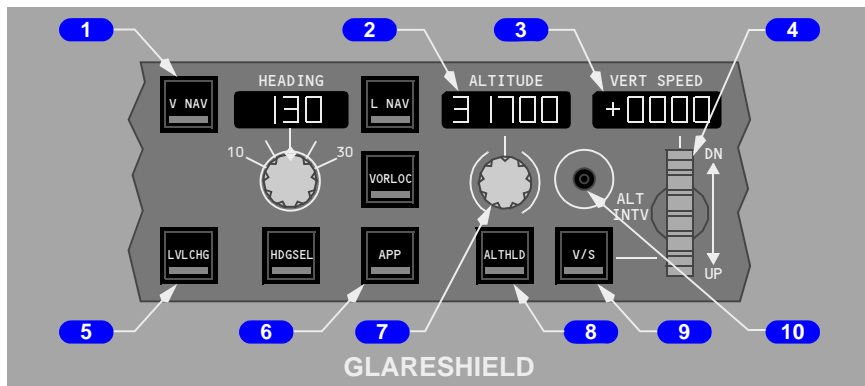 1 2 3 4
HEADING ALTITUDE VERT SPEED
V NAV 130 L NAV 31700 +0000
10 30 DN
VORLOC
ALT
INTV
LVLCHG HDGSEL APP ALTHLD V/S
UP
5 6 7 8 9 10
GLARESHIELD